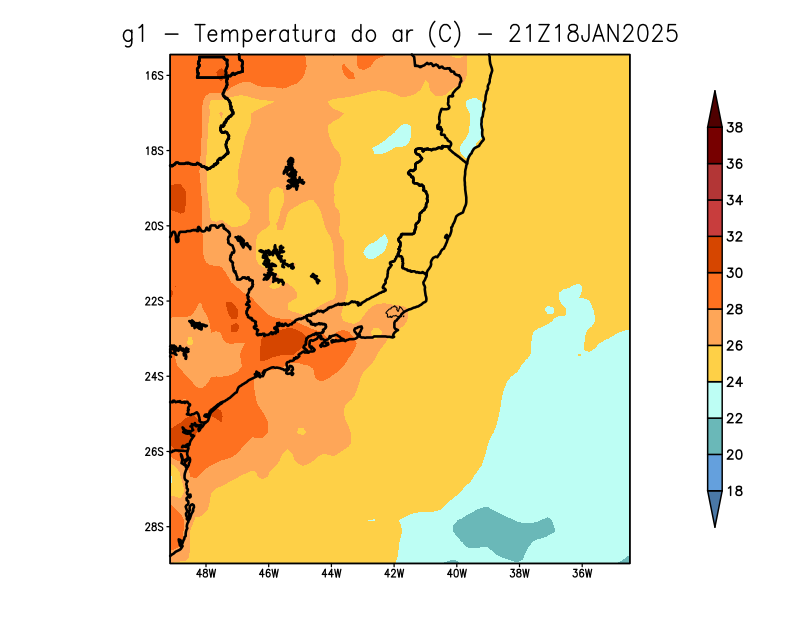 g1 – Temperatura do ar (C) – 21Z18JAN2025
16S
18S
20S
22S
24S
26S
28S
48W
46W
44W
42W
40W
38W
36W
38
36
34
32
30
28
26
24
22
20
18